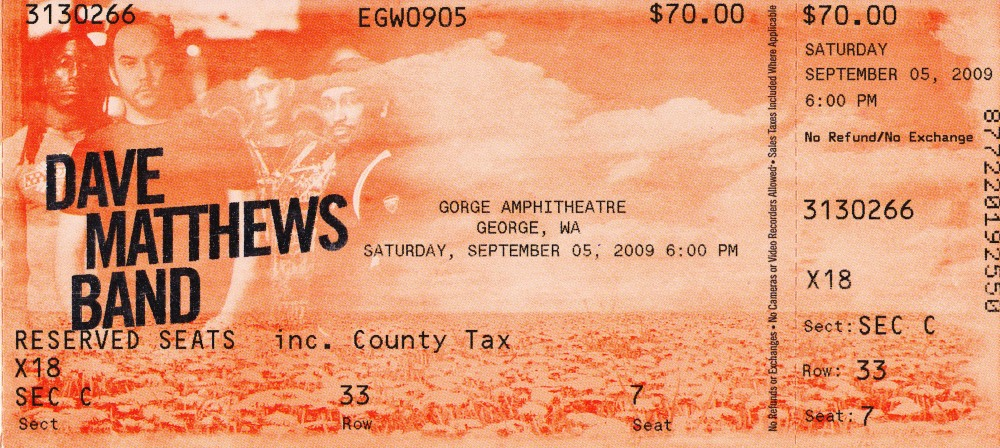 3130266 EGW0905 $70.00
DAVE
MATTHEWS
BAND
GORGE AMPHITHEATRE
GEORGE, WA
SATURDAY, SEPTEMBER 05, 2009 6:00 PM
RESERVED SEATS inc. County Tax
X18
SEC C 33 7
Sect Row Seat
No Refunds or Exchanges • No Cameras or Video Recorders Allowed • Sales Taxes Included Where Applicable
$70.00
SATURDAY
SEPTEMBER 05, 2009
6:00 PM
No Refund/No Exchange
3130266
X18
Sect: SEC C
Row: 33
Seat: 7
877220192550